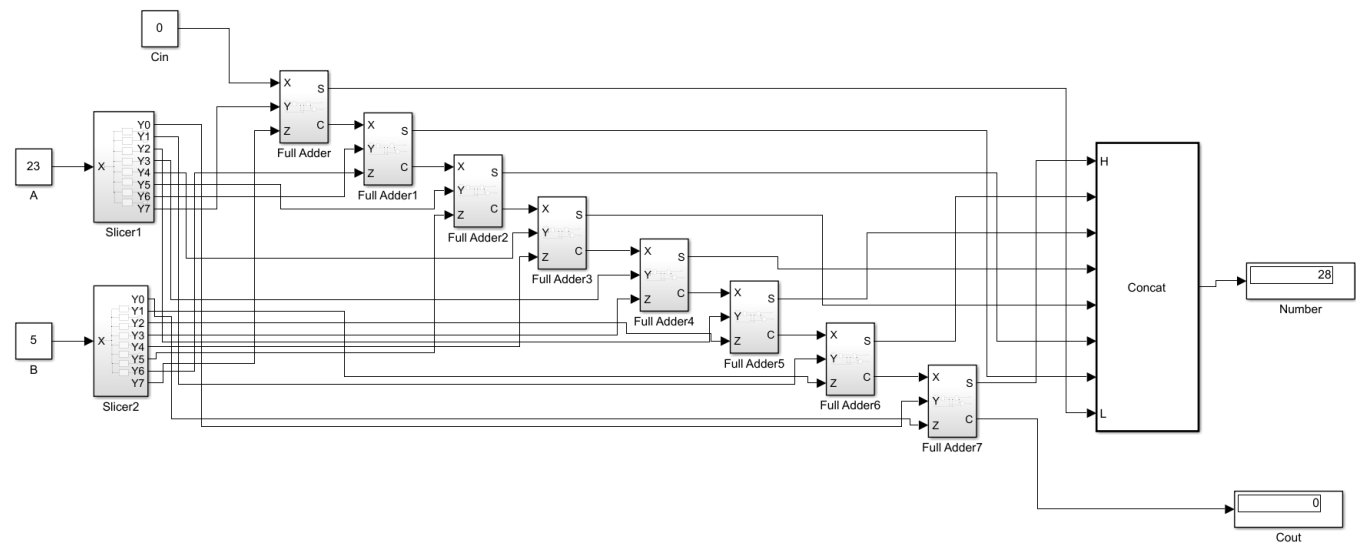 0
Cin
X
Y
Z
S
C
Full Adder
X
Y
Z
S
C
Full Adder1
X
Y
Z
S
C
Full Adder2
X
Y
Z
S
C
Full Adder3
X
Y
Z
S
C
Full Adder4
X
Y
Z
S
C
Full Adder5
X
Y
Z
S
C
Full Adder6
X
Y
Z
S
C
Full Adder7
23
A
X
Y0
Y1
Y2
Y3
Y4
Y5
Y6
Y7
Slicer1
5
B
X
Y0
Y1
Y2
Y3
Y4
Y5
Y6
Y7
Slicer2
H
Concat
L
28
Number
0
Cout